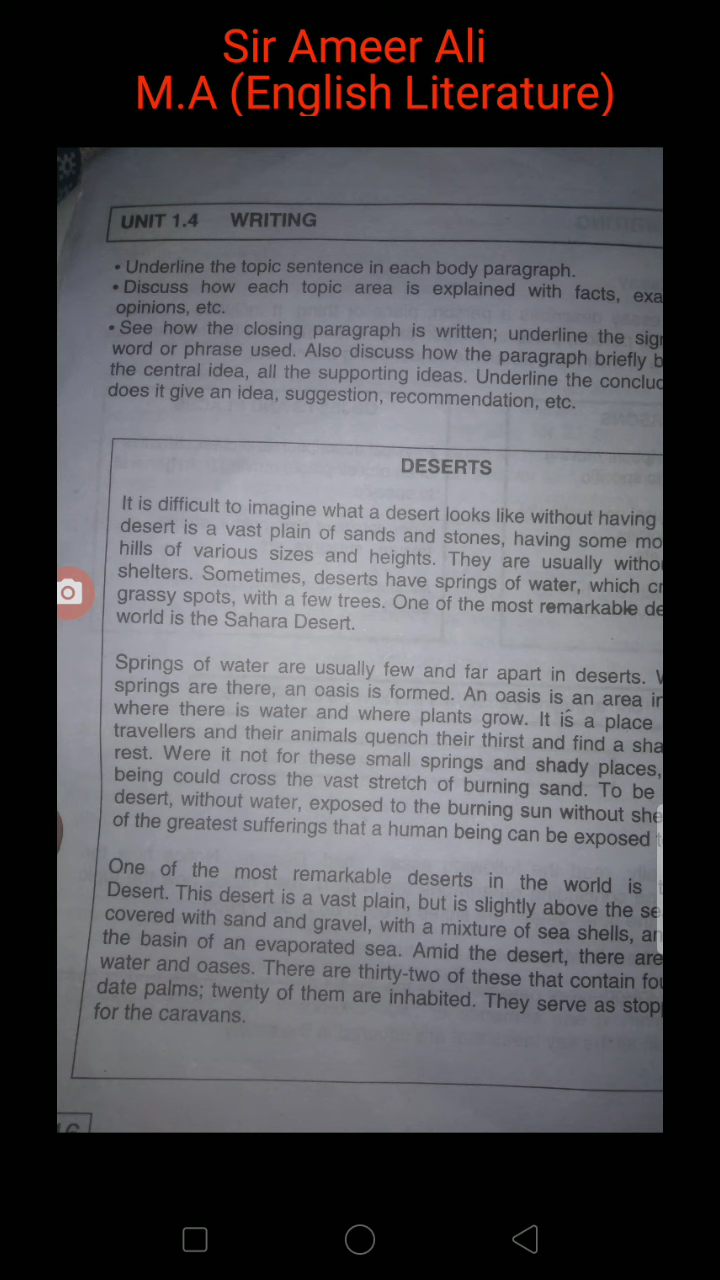 Sir Ameer Ali
M.A (English Literature)
UNIT 1.4 WRITING
• Underline the topic sentence in each body paragraph.
• Discuss how each topic area is explained with facts, exa
opinions, etc.
• See how the closing paragraph is written; underline the sig
word or phrase used. Also discuss how the paragraph briefly b
the central idea, all the supporting ideas. Underline the concluc
does it give an idea, suggestion, recommendation, etc.
DESERTS
It is difficult to imagine what a desert looks like without having
desert is a vast plain of sands and stones, having some mo
hills of various sizes and heights. They are usually witho
shelters. Sometimes, deserts have springs of water, which cr
grassy spots, with a few trees. One of the most remarkable de
world is the Sahara Desert.
Springs of water are usually few and far apart in deserts. W
springs are there, an oasis is formed. An oasis is an area in
where there is water and where plants grow. It is a place
travellers and their animals quench their thirst and find a sha
rest. Were it not for these small springs and shady places,
being could cross the vast stretch of burning sand. To be
desert, without water, exposed to the burning sun without she
of the greatest sufferings that a human being can be exposed t
One of the most remarkable deserts in the world is t
Desert. This desert is a vast plain, but is slightly above the se
covered with sand and gravel, with a mixture of sea shells, an
the basin of an evaporated sea. Amid the desert, there are
water and oases. There are thirty-two of these that contain fou
date palms; twenty of them are inhabited. They serve as stop
for the caravans.